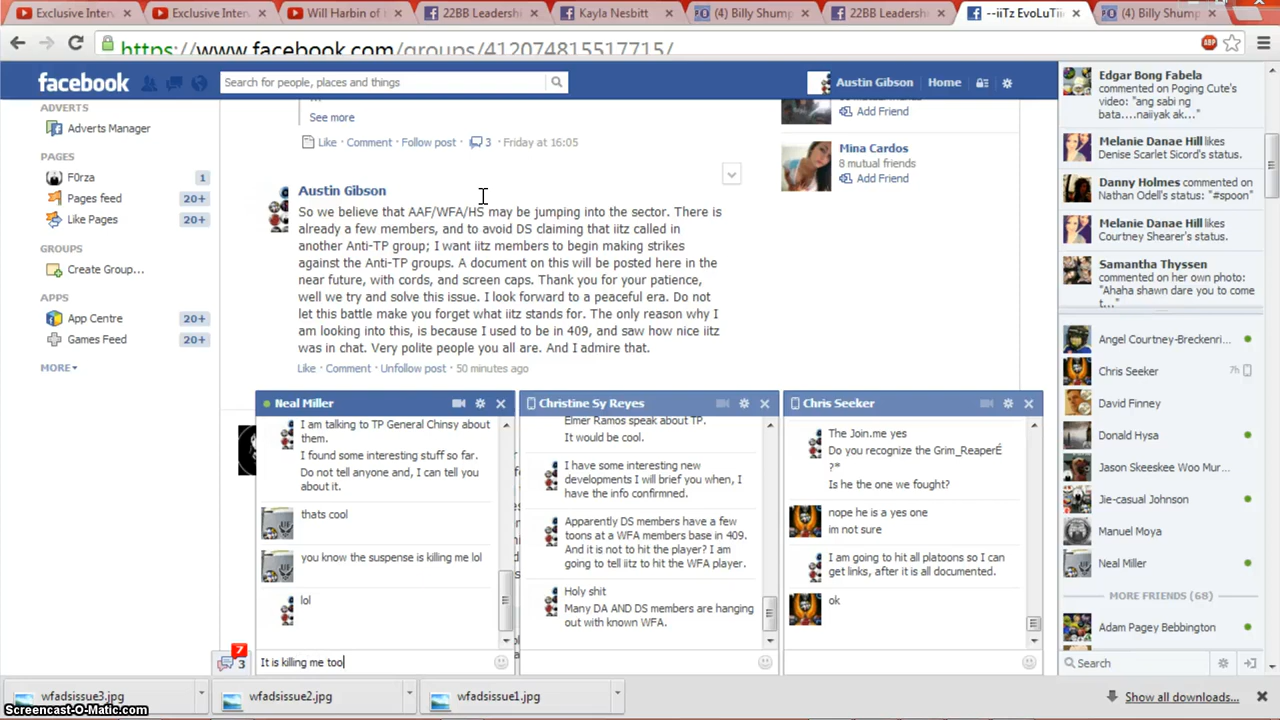 Exclusive Inter
Exclusive Inter
Will Harbin of
22BB Leadersh
Kayla Nesbitt
(4) Billy Shump
22BB Leadersh
--iiTz EvoLuTii
(4) Billy Shump
https://www.facebook.com/groups/412074815517715/
facebook
Search for people, places and things
Austin Gibson
Home
ADVERTS
Adverts Manager
PAGES
F0rza 1
Pages feed 20+
Like Pages 20+
GROUPS
Create Group...
APPS
App Centre 20+
Games Feed 20+
MORE
See more
Like · Comment · Follow post · 3 · Friday at 16:05
Austin Gibson
So we believe that AAF/WFA/HS may be jumping into the sector. There is
already a few members, and to avoid DS claiming that iitz called in
another Anti-TP group; I want iitz members to begin making strikes
against the Anti-TP groups. A document on this will be posted here in the
near future, with cords, and screen caps. Thank you for your patience,
well we try and solve this issue. I look forward to a peaceful era. Do not
let this battle make you forget what iitz stands for. The only reason why I
am looking into this, is because I used to be in 409, and saw how nice iitz
was in chat. Very polite people you all are. And I admire that.
Like · Comment · Unfollow post · 50 minutes ago
Add Friend
Mina Cardos
8 mutual friends
Add Friend
Neal Miller
I am talking to TP General Chinsy about
them.
I found some interesting stuff so far.
Do not tell anyone and, I can tell you
about it.
thats cool
you know the suspense is killing me lol
lol
It is killing me too
Christine Sy Reyes
Elmer Ramos speak about TP.
It would be cool.
I have some interesting new
developments I will brief you when, I
have the info confirmned.
Apparently DS members have a few
toons at a WFA members base in 409.
And it is not to hit the player? I am
going to tell iitz to hit the WFA player.
Holy shit
Many DA AND DS members are hanging
out with known WFA.
Chris Seeker
The Join.me yes
Do you recognize the Grim_ReaperÉ
?*
Is he the one we fought?
nope he is a yes one
im not sure
I am going to hit all platoons so I can
get links, after it is all documented.
ok
Edgar Bong Fabela
commented on Poging Cute's
video: "ang sabi ng
bata....naiiyak ak..."
Melanie Danae Hill likes
Denise Scarlet Sicord's status.
Danny Holmes commented on
Nathan Odell's status: "#spoon"
Melanie Danae Hill likes
Courtney Shearer's status.
Samantha Thyssen
commented on her own photo:
"Ahaha shawn dare you to come
t..."
Angel Courtney-Breckenri...
Chris Seeker 7h
David Finney
Donald Hysa
Jason Skeeskee Woo Mur...
Jie-casual Johnson
Manuel Moya
Neal Miller
MORE FRIENDS (68)
Adam Pagey Bebbington
Search
7
3
wfadsissue3.jpg
wfadsissue2.jpg
wfadsissue1.jpg
Show all downloads...
Screencast-O-Matic.com